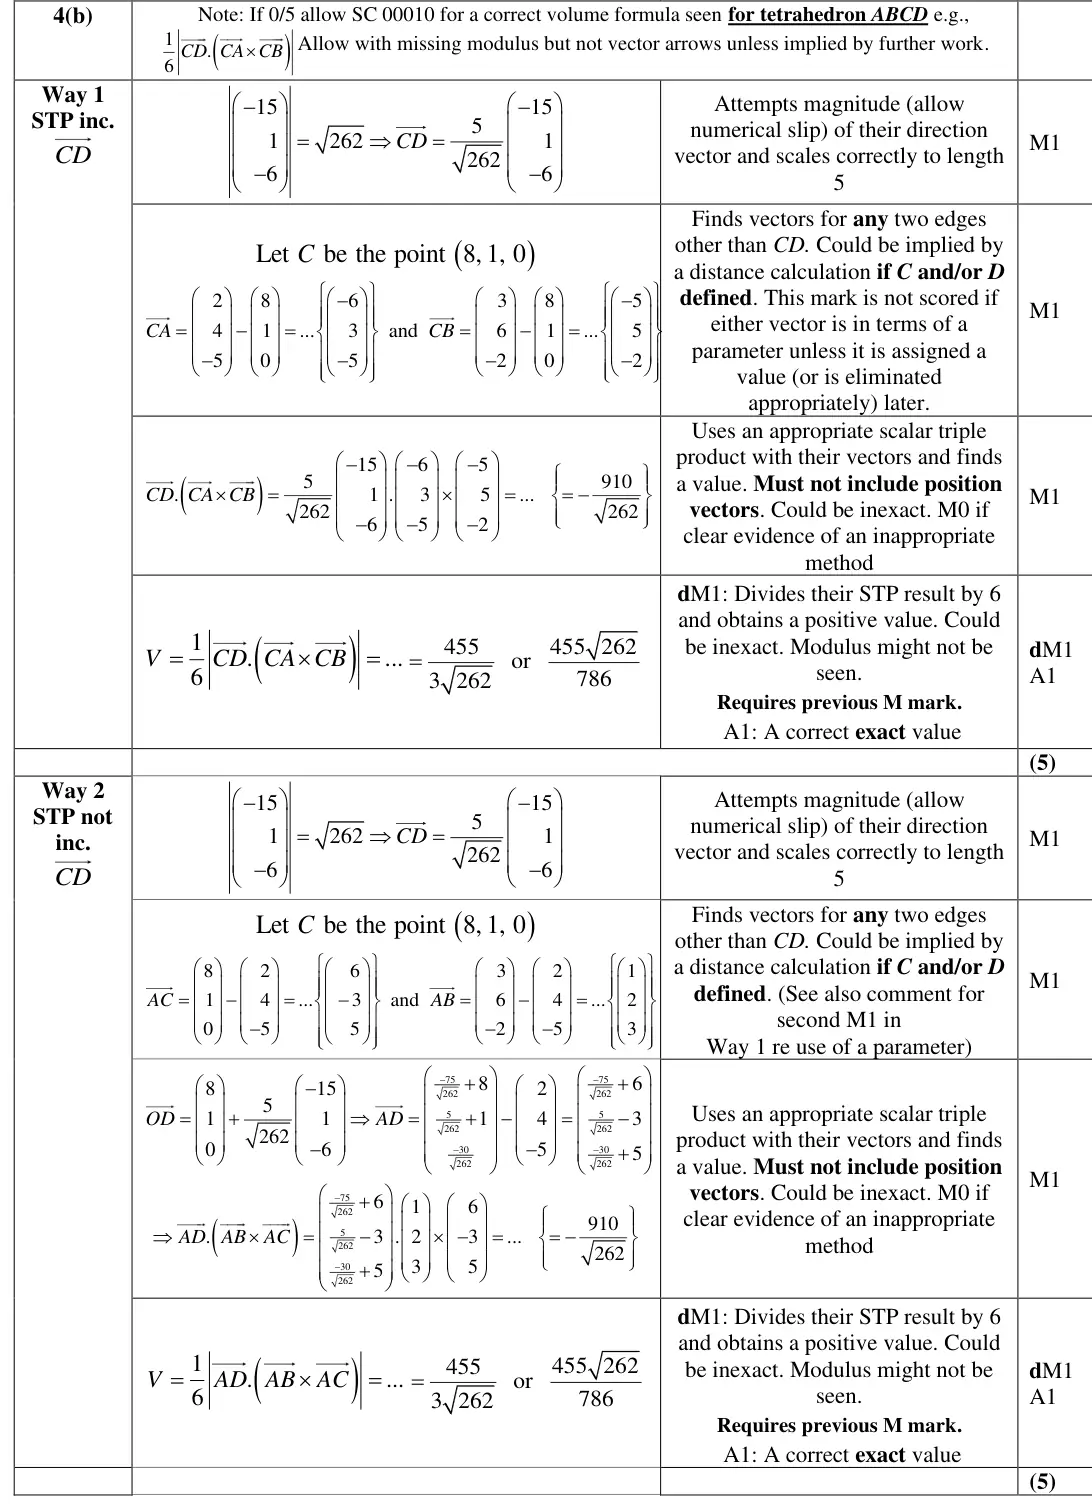 4(b)
Note: If 0/5 allow SC 00010 for a correct volume formula seen for tetrahedron ABCD e.g.,
1/6 |CD→.(CA→ × CB→)| Allow with missing modulus but not vector arrows unless implied by further work.
Way 1
STP inc.
CD→
|(−15, 1, −6)| = √262 ⇒ CD→ = 5/√262 (−15, 1, −6)
Attempts magnitude (allow
numerical slip) of their direction
vector and scales correctly to length
5
M1
Let C be the point (8, 1, 0)
CA→ = (2, 4, −5) − (8, 1, 0) = ... {(−6, 3, −5)} and CB→ = (3, 6, −2) − (8, 1, 0) = ... {(−5, 5, −2)}
Finds vectors for any two edges
other than CD. Could be implied by
a distance calculation if C and/or D
defined. This mark is not scored if
either vector is in terms of a
parameter unless it is assigned a
value (or is eliminated
appropriately) later.
M1
CD→.(CA→ × CB→) = 5/√262 (−15, 1, −6).(−6, 3, −5) × (−5, 5, −2) = ... {= −910/√262}
Uses an appropriate scalar triple
product with their vectors and finds
a value. Must not include position
vectors. Could be inexact. M0 if
clear evidence of an inappropriate
method
M1
V = 1/6 |CD→.(CA→ × CB→)| = ... = 455/(3√262) or 455√262/786
dM1: Divides their STP result by 6
and obtains a positive value. Could
be inexact. Modulus might not be
seen.
Requires previous M mark.
A1: A correct exact value
dM1
A1
(5)
Way 2
STP not
inc.
CD→
|(−15, 1, −6)| = √262 ⇒ CD→ = 5/√262 (−15, 1, −6)
Attempts magnitude (allow
numerical slip) of their direction
vector and scales correctly to length
5
M1
Let C be the point (8, 1, 0)
AC→ = (8, 1, 0) − (2, 4, −5) = ... {(6, −3, 5)} and AB→ = (3, 6, −2) − (2, 4, −5) = ... {(1, 2, 3)}
Finds vectors for any two edges
other than CD. Could be implied by
a distance calculation if C and/or D
defined. (See also comment for
second M1 in
Way 1 re use of a parameter)
M1
OD→ = (8, 1, 0) + 5/√262 (−15, 1, −6) ⇒ AD→ = (−75/√262 + 8, 5/√262 + 1, −30/√262) − (2, 4, −5) = (−75/√262 + 6, 5/√262 − 3, −30/√262 + 5)
⇒ AD→.(AB→ × AC→) = (−75/√262 + 6, 5/√262 − 3, −30/√262 + 5).(1, 2, 3) × (6, −3, 5) = ... {= −910/√262}
Uses an appropriate scalar triple
product with their vectors and finds
a value. Must not include position
vectors. Could be inexact. M0 if
clear evidence of an inappropriate
method
M1
V = 1/6 |AD→.(AB→ × AC→)| = ... = 455/(3√262) or 455√262/786
dM1: Divides their STP result by 6
and obtains a positive value. Could
be inexact. Modulus might not be
seen.
Requires previous M mark.
A1: A correct exact value
dM1
A1
(5)